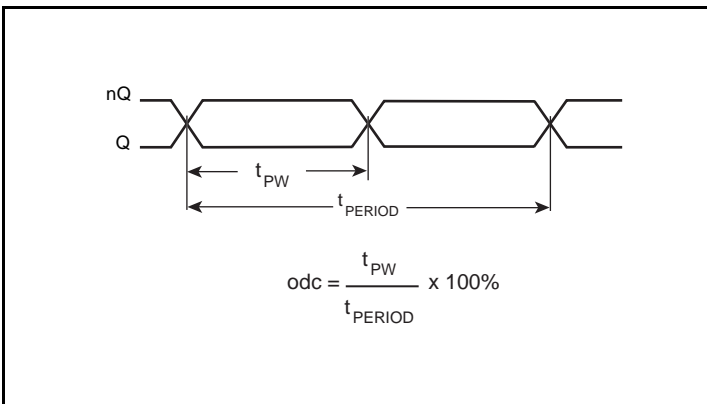 nQ
Q
tPW
tPERIOD
tPW
odc = x 100%
tPERIOD